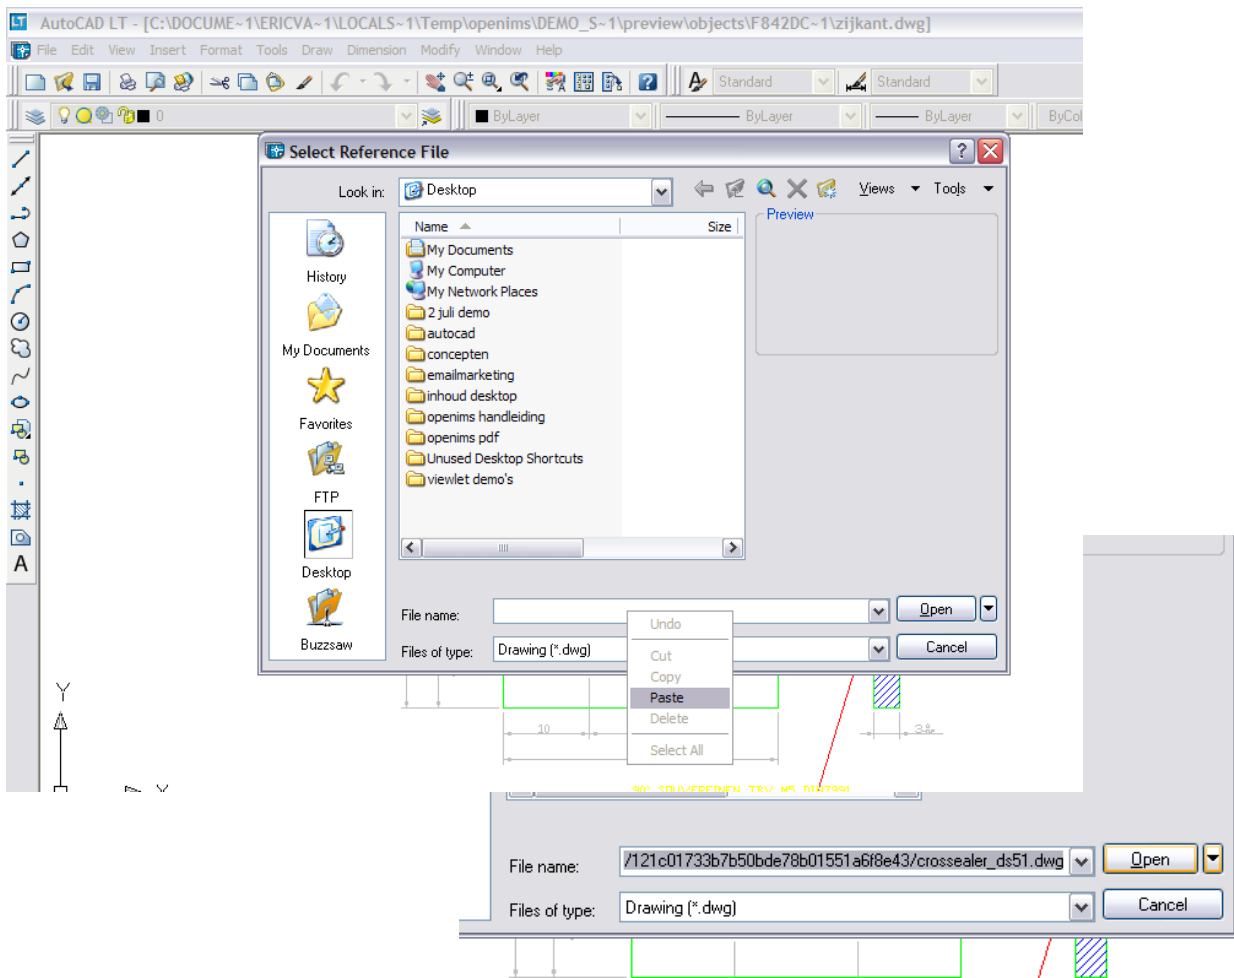 AutoCAD LT - [C:\DOCUME~1\ERICVA~1\LOCALS~1\Temp\openims\DEMO_S~1\preview\objects\F842DC~1\zijkant.dwg]
File Edit View Insert Format Tools Draw Dimension Modify Window Help
Standard Standard
0 ByLayer ByLayer ByLayer ByCol
Select Reference File
Look in: Desktop Views Tools
Name Size Preview
My Documents
My Computer
My Network Places
2 juli demo
autocad
concepten
emailmarketing
inhoud desktop
openims handleiding
openims pdf
Unused Desktop Shortcuts
viewlet demo's
History
My Documents
Favorites
FTP
Desktop
Buzzsaw
A
File name: Open
Files of type: Drawing (*.dwg) Cancel
Undo
Cut
Copy
Paste
Delete
Select All
Y
10
X
File name: /121c01733b7b50bde78b01551a6f8e43/crossealer_ds51.dwg Open
Files of type: Drawing (*.dwg) Cancel